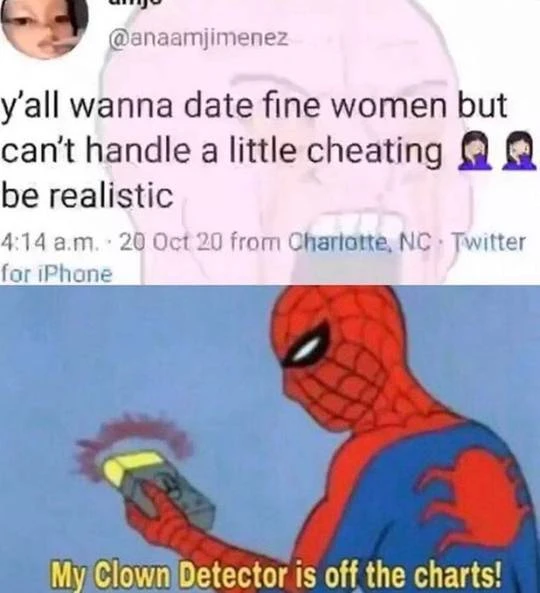 @anaamjimenez
y'all wanna date fine women but
can't handle a little cheating 🤦🏻‍♀️ 🤦🏻‍♀️
be realistic
4:14 a.m. · 20 Oct 20 from Charlotte, NC · Twitter
for iPhone
My Clown Detector is off the charts!